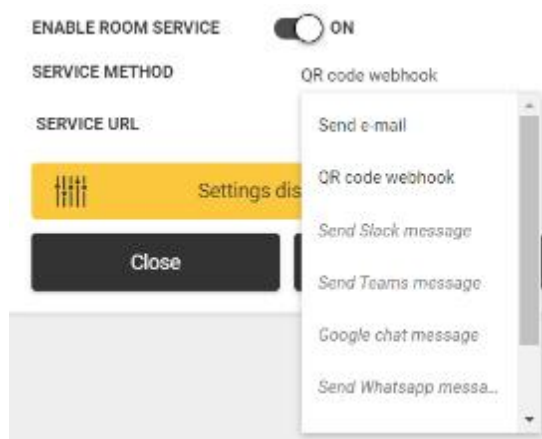 ENABLE ROOM SERVICE ON
SERVICE METHOD QR code webhook
SERVICE URL
Send e-mail
QR code webhook
Settings dis
Send Slack message
Close
Send Teams message
Google chat message
Send Whatsapp messa...